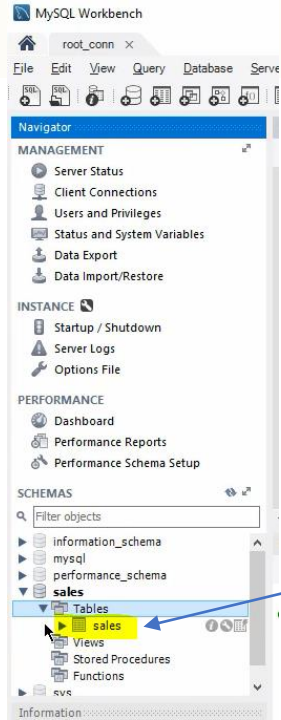 MySQL Workbench
root_conn ×
File Edit View Query Database Serve
SQL SQL
Navigator
MANAGEMENT
Server Status
Client Connections
Users and Privileges
Status and System Variables
Data Export
Data Import/Restore
INSTANCE
Startup / Shutdown
Server Logs
Options File
PERFORMANCE
Dashboard
Performance Reports
Performance Schema Setup
SCHEMAS
Filter objects
information_schema
mysql
performance_schema
sales
Tables
sales
Views
Stored Procedures
Functions
sys
Information